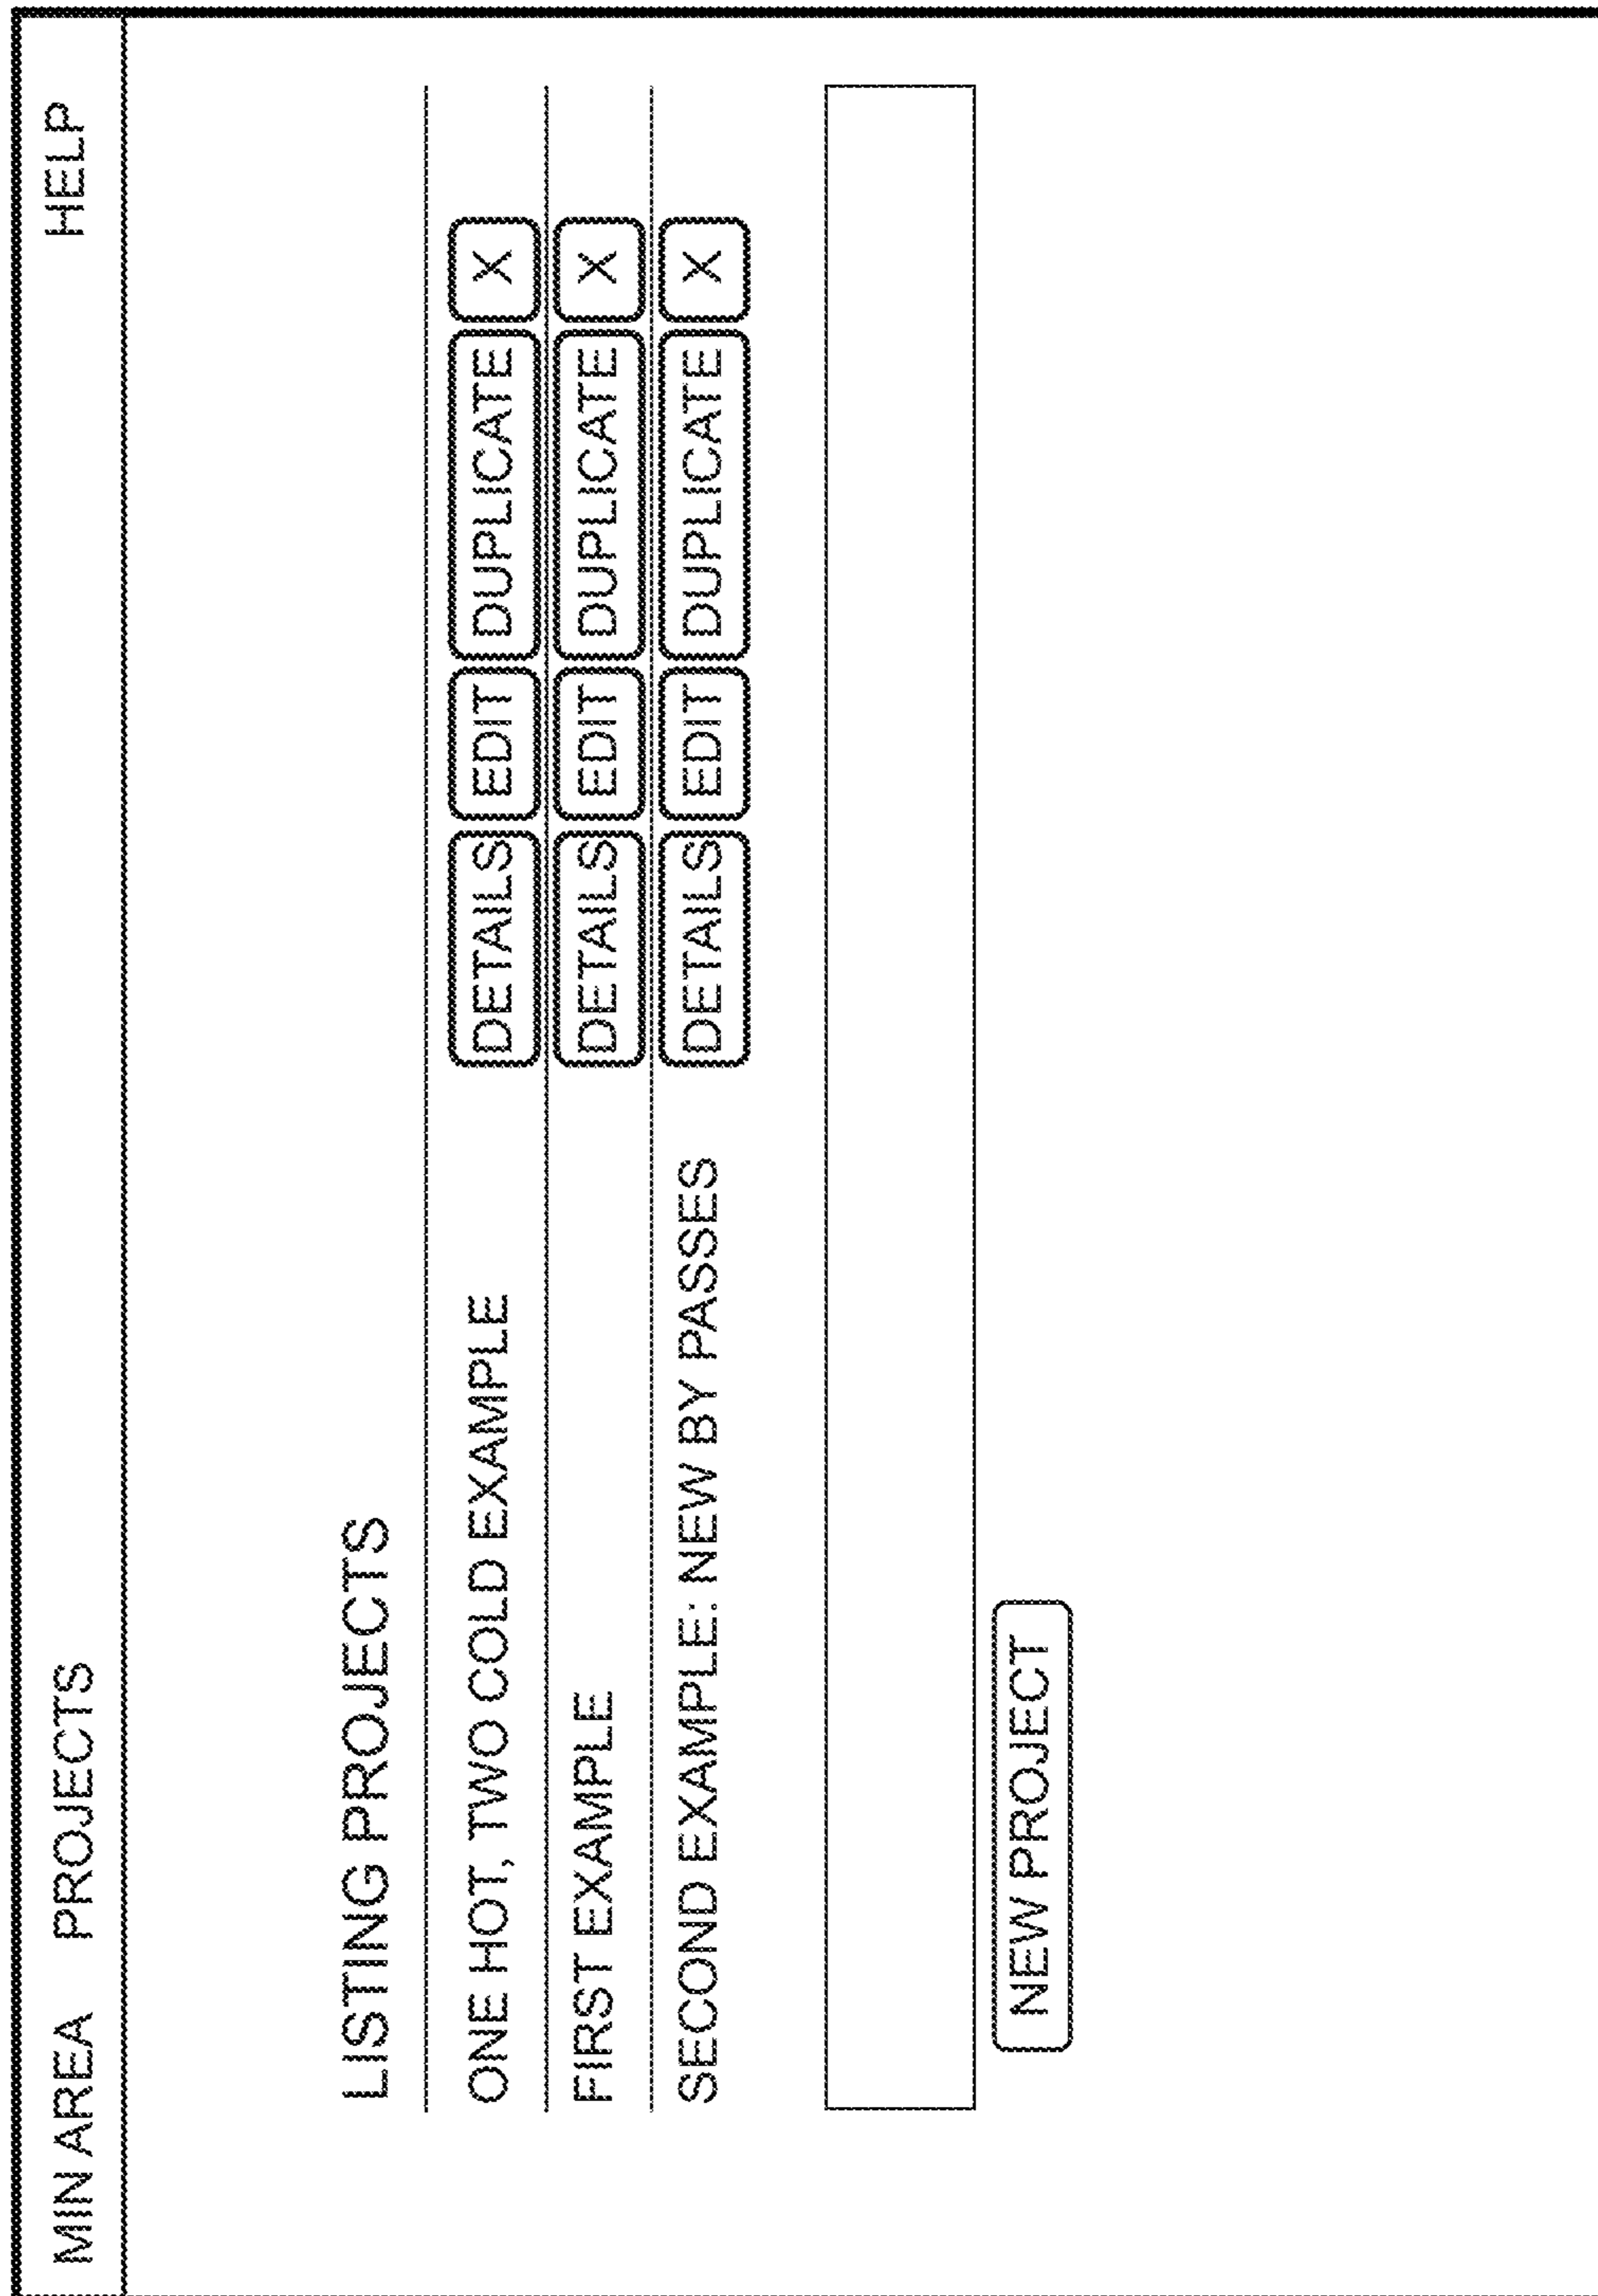 MIN AREA PROJECTS HELP
LISTING PROJECTS
ONE HOT, TWO COLD EXAMPLE DETAILS EDIT DUPLICATE X
FIRST EXAMPLE DETAILS EDIT DUPLICATE X
SECOND EXAMPLE: NEW BY PASSES DETAILS EDIT DUPLICATE X
NEW PROJECT